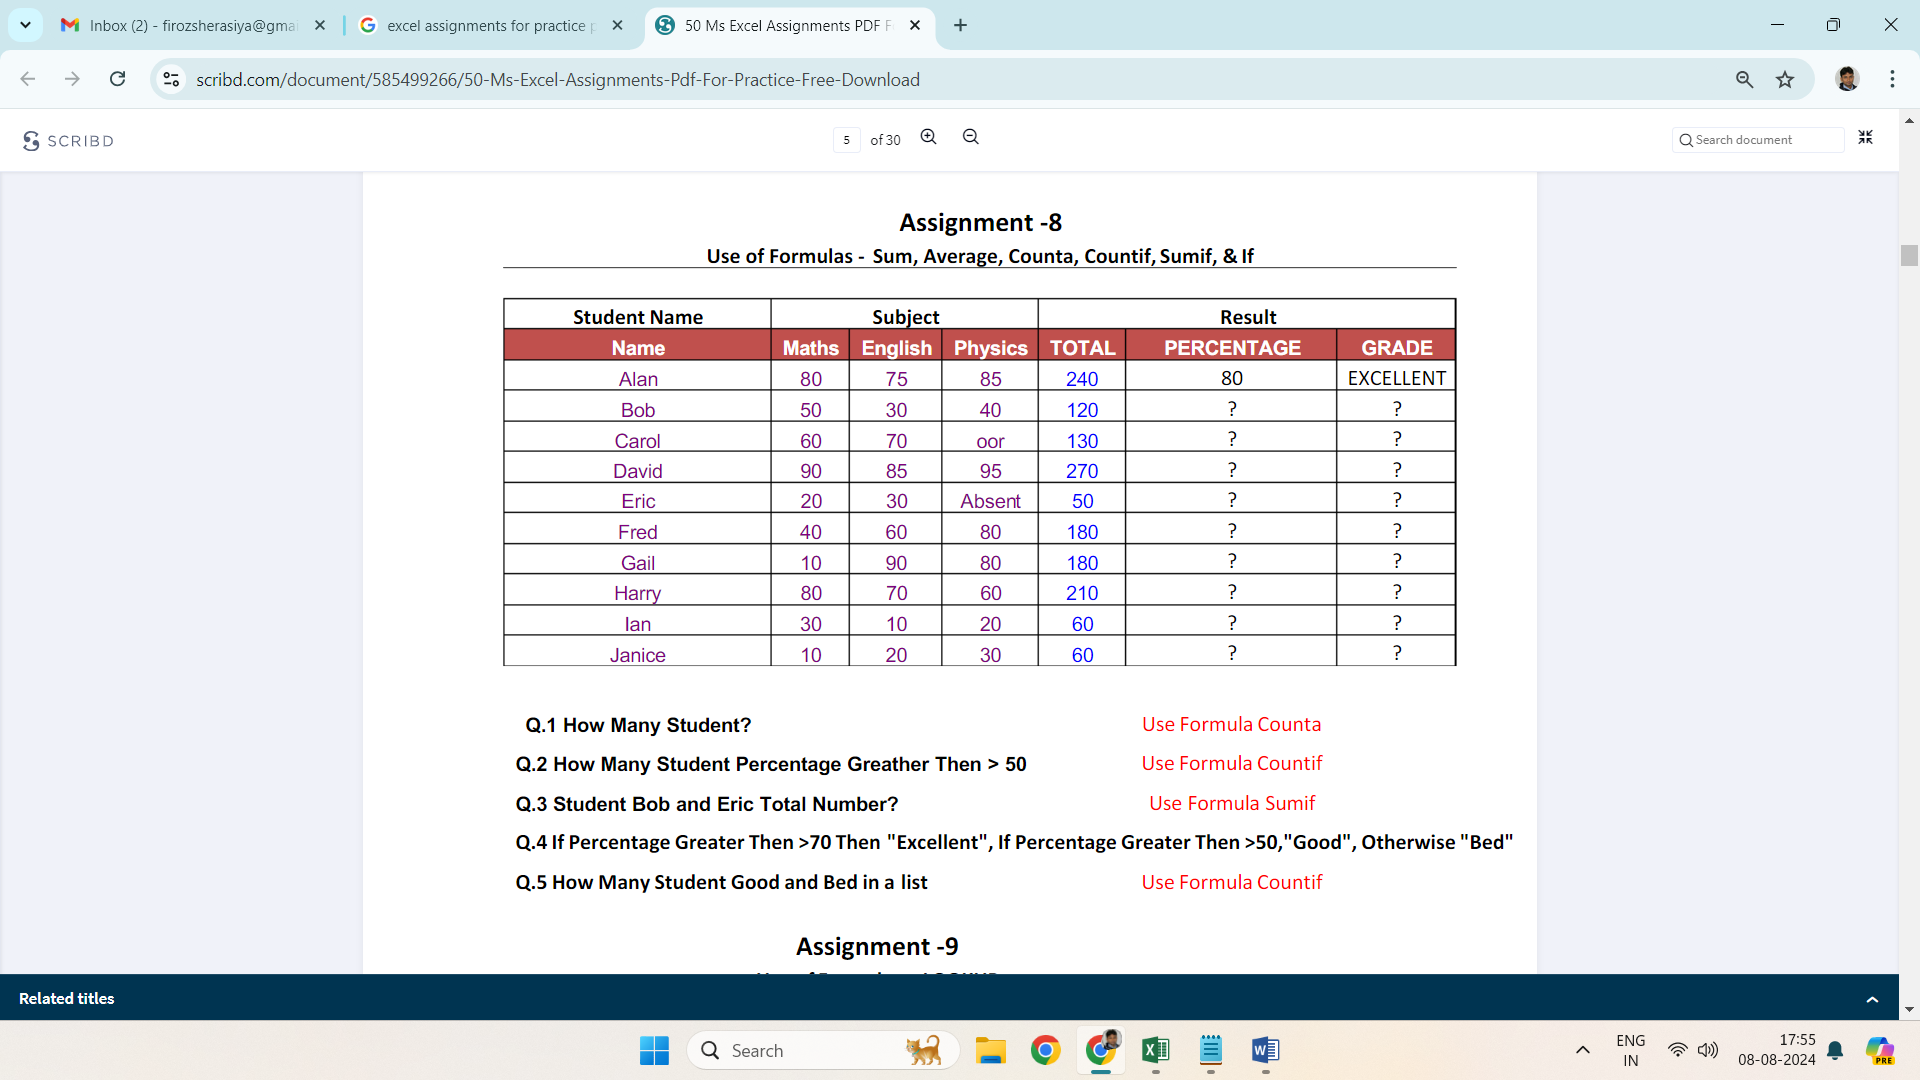 Inbox (2) - firozsherasiya@gmai
excel assignments for practice p
50 Ms Excel Assignments PDF F
scribd.com/document/585499266/50-Ms-Excel-Assignments-Pdf-For-Practice-Free-Download
SCRIBD
5 of 30
Search document
Assignment -8
Use of Formulas - Sum, Average, Counta, Countif, Sumif, & If
Student Name Subject Result
Name Maths English Physics TOTAL PERCENTAGE GRADE
Alan 80 75 85 240 80 EXCELLENT
Bob 50 30 40 120 ? ?
Carol 60 70 oor 130 ? ?
David 90 85 95 270 ? ?
Eric 20 30 Absent 50 ? ?
Fred 40 60 80 180 ? ?
Gail 10 90 80 180 ? ?
Harry 80 70 60 210 ? ?
Ian 30 10 20 60 ? ?
Janice 10 20 30 60 ? ?
Q.1 How Many Student? Use Formula Counta
Q.2 How Many Student Percentage Greather Then > 50 Use Formula Countif
Q.3 Student Bob and Eric Total Number? Use Formula Sumif
Q.4 If Percentage Greater Then >70 Then "Excellent", If Percentage Greater Then >50,"Good", Otherwise "Bed"
Q.5 How Many Student Good and Bed in a list Use Formula Countif
Assignment -9
Related titles
Search
ENG
IN
17:55
08-08-2024
PRE